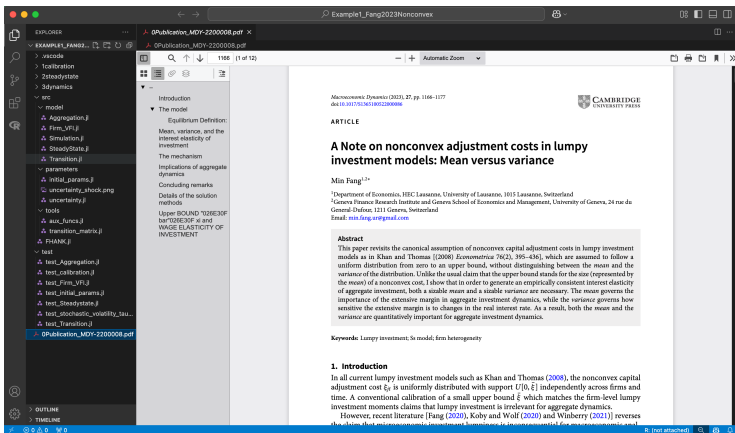 Example1_Fang2023Nonconvex
EXPLORER
0Publication_MDY-2200008.pdf
EXAMPLE1_FANG2...
0Publication_MDY-2200008.pdf
.vscode
1calibration
2steadystate
3dynamics
src
model
Aggregation.jl
Firm_VFI.jl
Simulation.jl
SteadyState.jl
Transition.jl
parameters
initial_params.jl
uncertainty_shock.png
uncertainty.jl
tools
aux_funcs.jl
transition_matrix.jl
FHANK.jl
test
test_Aggregation.jl
test_calibration.jl
test_Firm_VFI.jl
test_initial_params.jl
test_Steadystate.jl
test_stochastic_volatility_tau...
test_Transition.jl
0Publication_MDY-2200008.pdf
OUTLINE
TIMELINE
1166 (1 of 12)
Automatic Zoom
Introduction
The model
Equilibrium Definition:
Mean, variance, and the
interest elasticity of
investment
The mechanism
Implications of aggregate
dynamics
Concluding remarks
Details of the solution
methods
Upper BOUND "026E30F
bar"026E30F xi and
WAGE ELASTICITY OF
INVESTMENT
Macroeconomic Dynamics (2023), 27, pp. 1166–1177
doi:10.1017/S1365100522000086
CAMBRIDGE
UNIVERSITY PRESS
ARTICLE
A Note on nonconvex adjustment costs in lumpy
investment models: Mean versus variance
Min Fang1,2*
1Department of Economics, HEC Lausanne, University of Lausanne, 1015 Lausanne, Switzerland
2Geneva Finance Research Institute and Geneva School of Economics and Management, University of Geneva, 24 rue du
General-Dufour, 1211 Geneva, Switzerland
Email: min.fang.ur@gmail.com
Abstract
This paper revisits the canonical assumption of nonconvex capital adjustment costs in lumpy investment
models as in Khan and Thomas [(2008) Econometrica 76(2), 395–436], which are assumed to follow a
uniform distribution from zero to an upper bound, without distinguishing between the mean and the
variance of the distribution. Unlike the usual claim that the upper bound stands for the size (represented by
the mean) of a nonconvex cost, I show that in order to generate an empirically consistent interest elasticity
of aggregate investment, both a sizable mean and a sizable variance are necessary. The mean governs the
importance of the extensive margin in aggregate investment dynamics, while the variance governs how
sensitive the extensive margin is to changes in the real interest rate. As a result, both the mean and the
variance are quantitatively important for aggregate investment dynamics.
Keywords: Lumpy investment; Ss model; firm heterogeneity
1. Introduction
In all current lumpy investment models such as Khan and Thomas (2008), the nonconvex capital
adjustment cost ξjt is uniformly distributed with support U[0, ξ̄] independently across firms and
time. A conventional calibration of a small upper bound ξ̄ which matches the firm-level lumpy
investment moments claims that lumpy investment is irrelevant for aggregate dynamics.
However, recent literature [Fang (2020), Koby and Wolf (2020) and Winberry (2021)] reverses
0 0 0
R: (not attached)